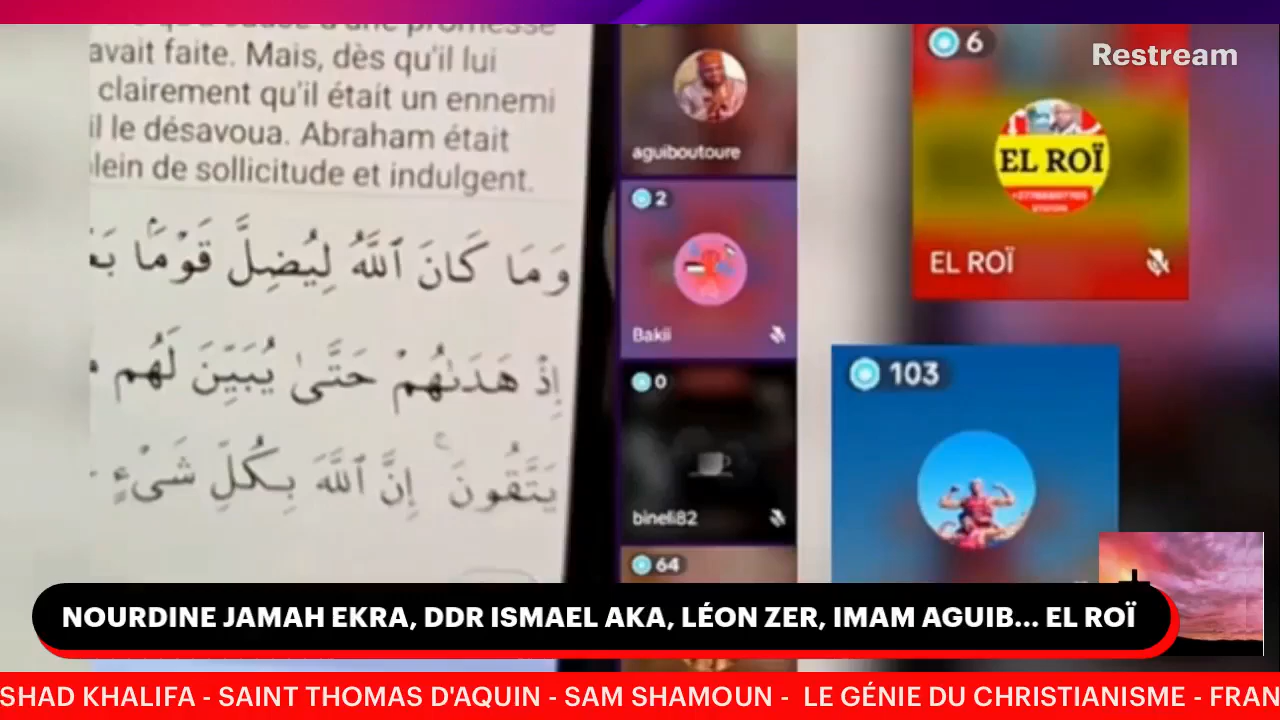 avait faite. Mais, dès qu'il lui
clairement qu'il était un ennemi
il le désavoua. Abraham était
plein de sollicitude et indulgent.
وَمَا كَانَ ٱللَّهُ لِيُضِلَّ قَوْمًۢا
إِذْ هَدَىٰهُمْ حَتَّىٰ يُبَيِّنَ لَهُم
يَتَّقُونَ ۚ إِنَّ ٱللَّهَ بِكُلِّ شَىْءٍ
aguiboutoure
2
Bakii
0
bineli82
64
6
Restream
EL ROÏ
EL ROÏ
103
NOURDINE JAMAH EKRA, DDR ISMAEL AKA, LÉON ZER, IMAM AGUIB... EL ROÏ
SHAD KHALIFA - SAINT THOMAS D'AQUIN - SAM SHAMOUN - LE GÉNIE DU CHRISTIANISME - FRAN